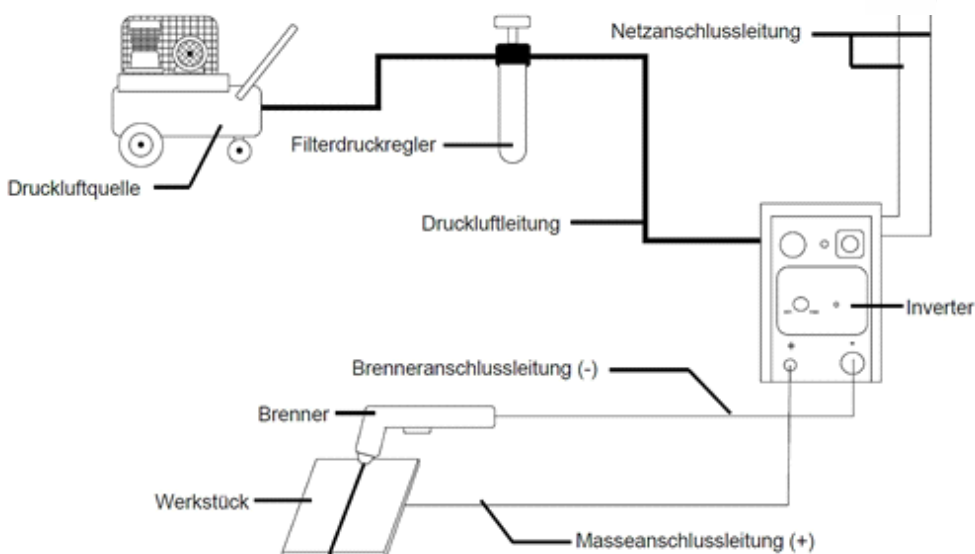 Netzanschlussleitung
Filterdruckregler
Druckluftquelle
Druckluftleitung
Inverter
+
-
Brenneranschlussleitung (-)
Brenner
Werkstück
Masseanschlussleitung (+)